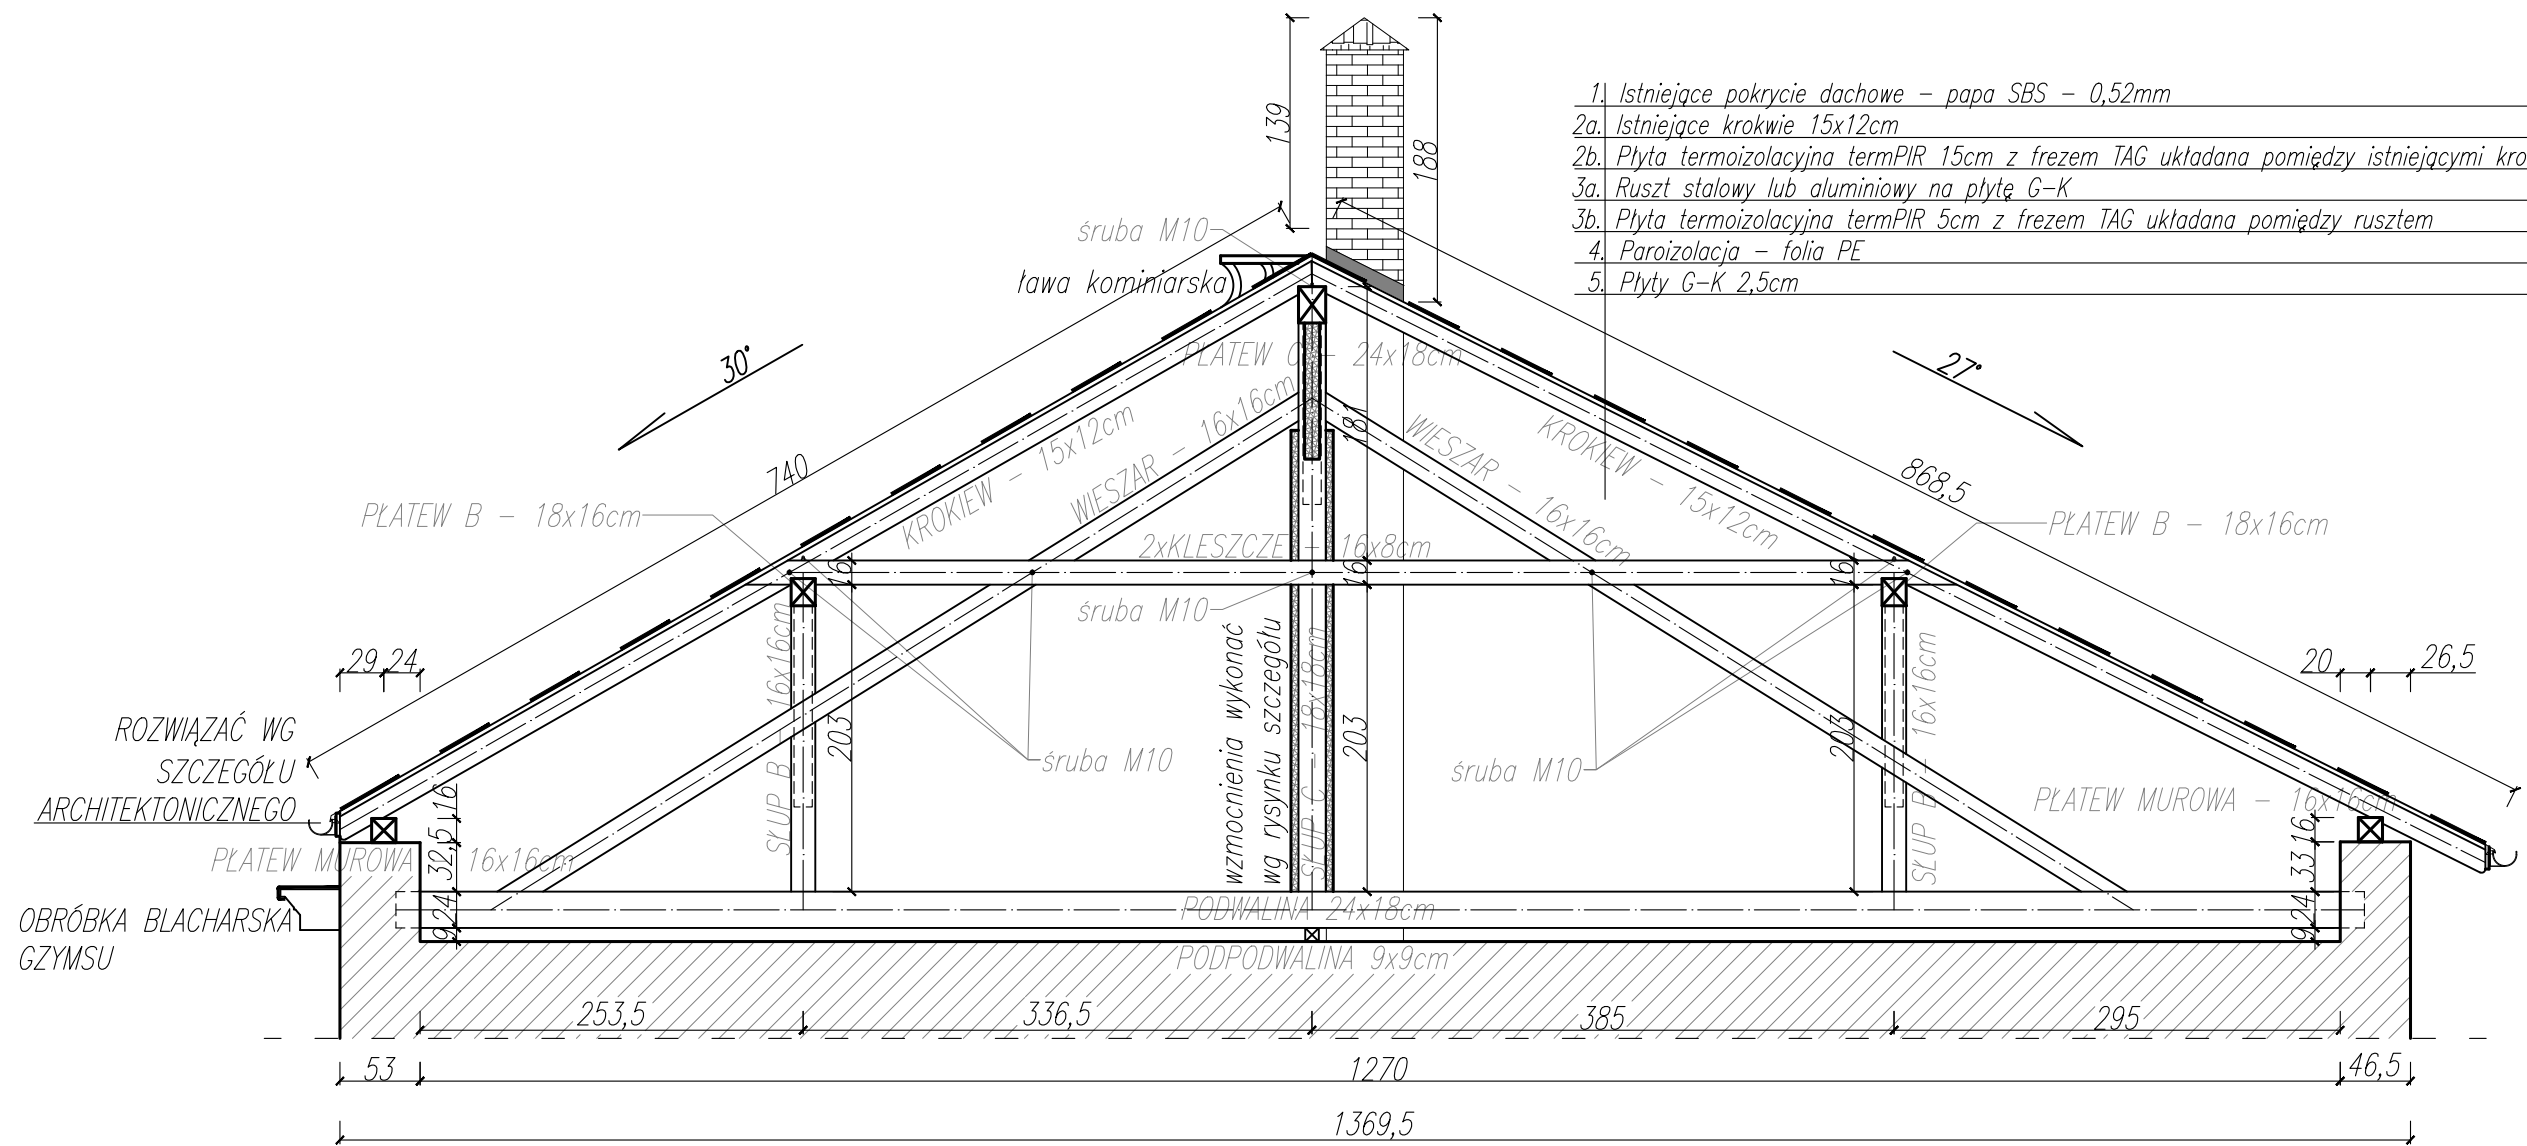 139
188
1. Istniejące pokrycie dachowe – papa SBS – 0,52mm
2a. Istniejące krokwie 15x12cm
2b. Płyta termoizolacyjna termPIR 15cm z frezem TAG układana pomiędzy istniejącymi kro
3a. Ruszt stalowy lub aluminiowy na płytę G-K
3b. Płyta termoizolacyjna termPIR 5cm z frezem TAG układana pomiędzy rusztem
4. Paroizolacja – folia PE
5. Płyty G-K 2,5cm
śruba M10
ława kominiarska
30°
27°
PŁATEW C – 24x18cm
187
740
868,5
KROKIEW – 15x12cm
WIESZAR – 16x16cm
WIESZAR – 16x16cm
KROKIEW – 15x12cm
PŁATEW B – 18x16cm
PŁATEW B – 18x16cm
2xKLESZCZE – 16x8cm
16
16
16
śruba M10
29
24
20
26,5
SŁUP B – 16x16cm
203
wzmocnienia wykonać
wg rysynku szczegółu
SŁUP C – 18x18cm
203
203
SŁUP B – 16x16cm
śruba M10
śruba M10
ROZWIĄZAĆ WG
SZCZEGÓŁU
ARCHITEKTONICZNEGO
16
32,5
24
9
PŁATEW MUROWA – 16x16cm
16
33
24
9
PŁATEW MUROWA 16x16cm
OBRÓBKA BLACHARSKA
GZYMSU
PODWALINA 24x18cm
PODPODWALINA 9x9cm
253,5
336,5
385
295
53
1270
46,5
1369,5